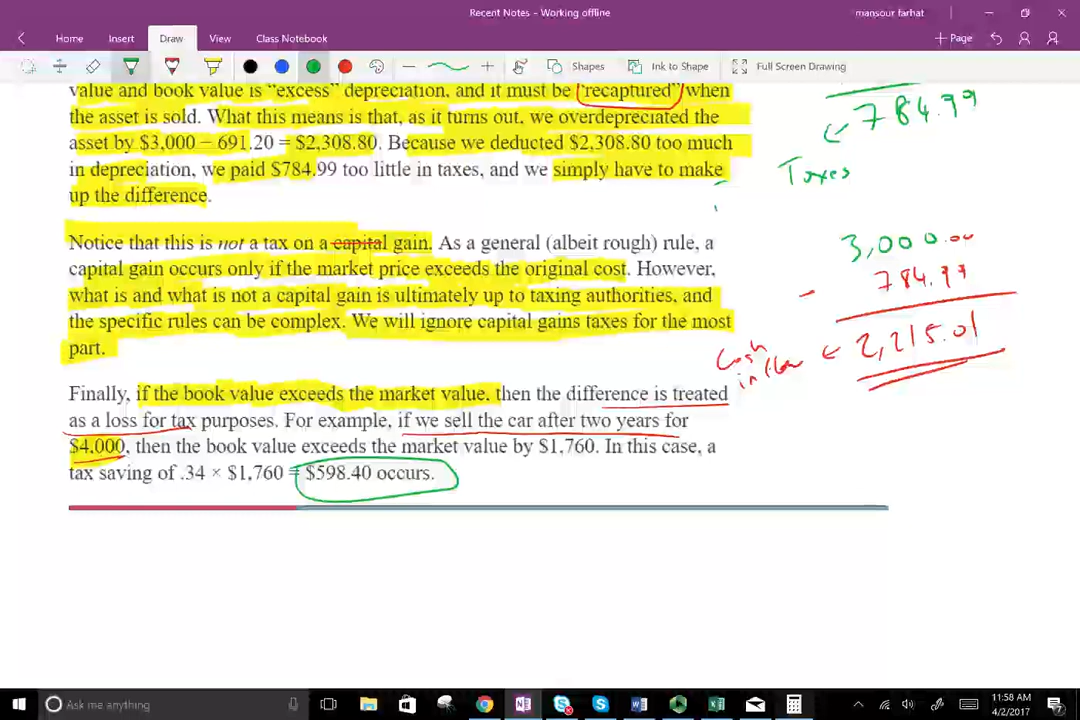 Recent Notes - Working offline
mansour farhat
Home Insert Draw View Class Notebook
Page
Shapes Ink to Shape Full Screen Drawing
value and book value is “excess” depreciation, and it must be “recaptured” when
the asset is sold. What this means is that, as it turns out, we overdepreciated the
asset by $3,000 − 691.20 = $2,308.80. Because we deducted $2,308.80 too much
in depreciation, we paid $784.99 too little in taxes, and we simply have to make
up the difference.
Notice that this is not a tax on a capital gain. As a general (albeit rough) rule, a
capital gain occurs only if the market price exceeds the original cost. However,
what is and what is not a capital gain is ultimately up to taxing authorities, and
the specific rules can be complex. We will ignore capital gains taxes for the most
part.
Finally, if the book value exceeds the market value, then the difference is treated
as a loss for tax purposes. For example, if we sell the car after two years for
$4,000, then the book value exceeds the market value by $1,760. In this case, a
tax saving of .34 × $1,760 = $598.40 occurs.
784.99
Taxes
3,000.00
- 784.99
2,215.01
Cash
inflow
Ask me anything
11:58 AM
4/2/2017